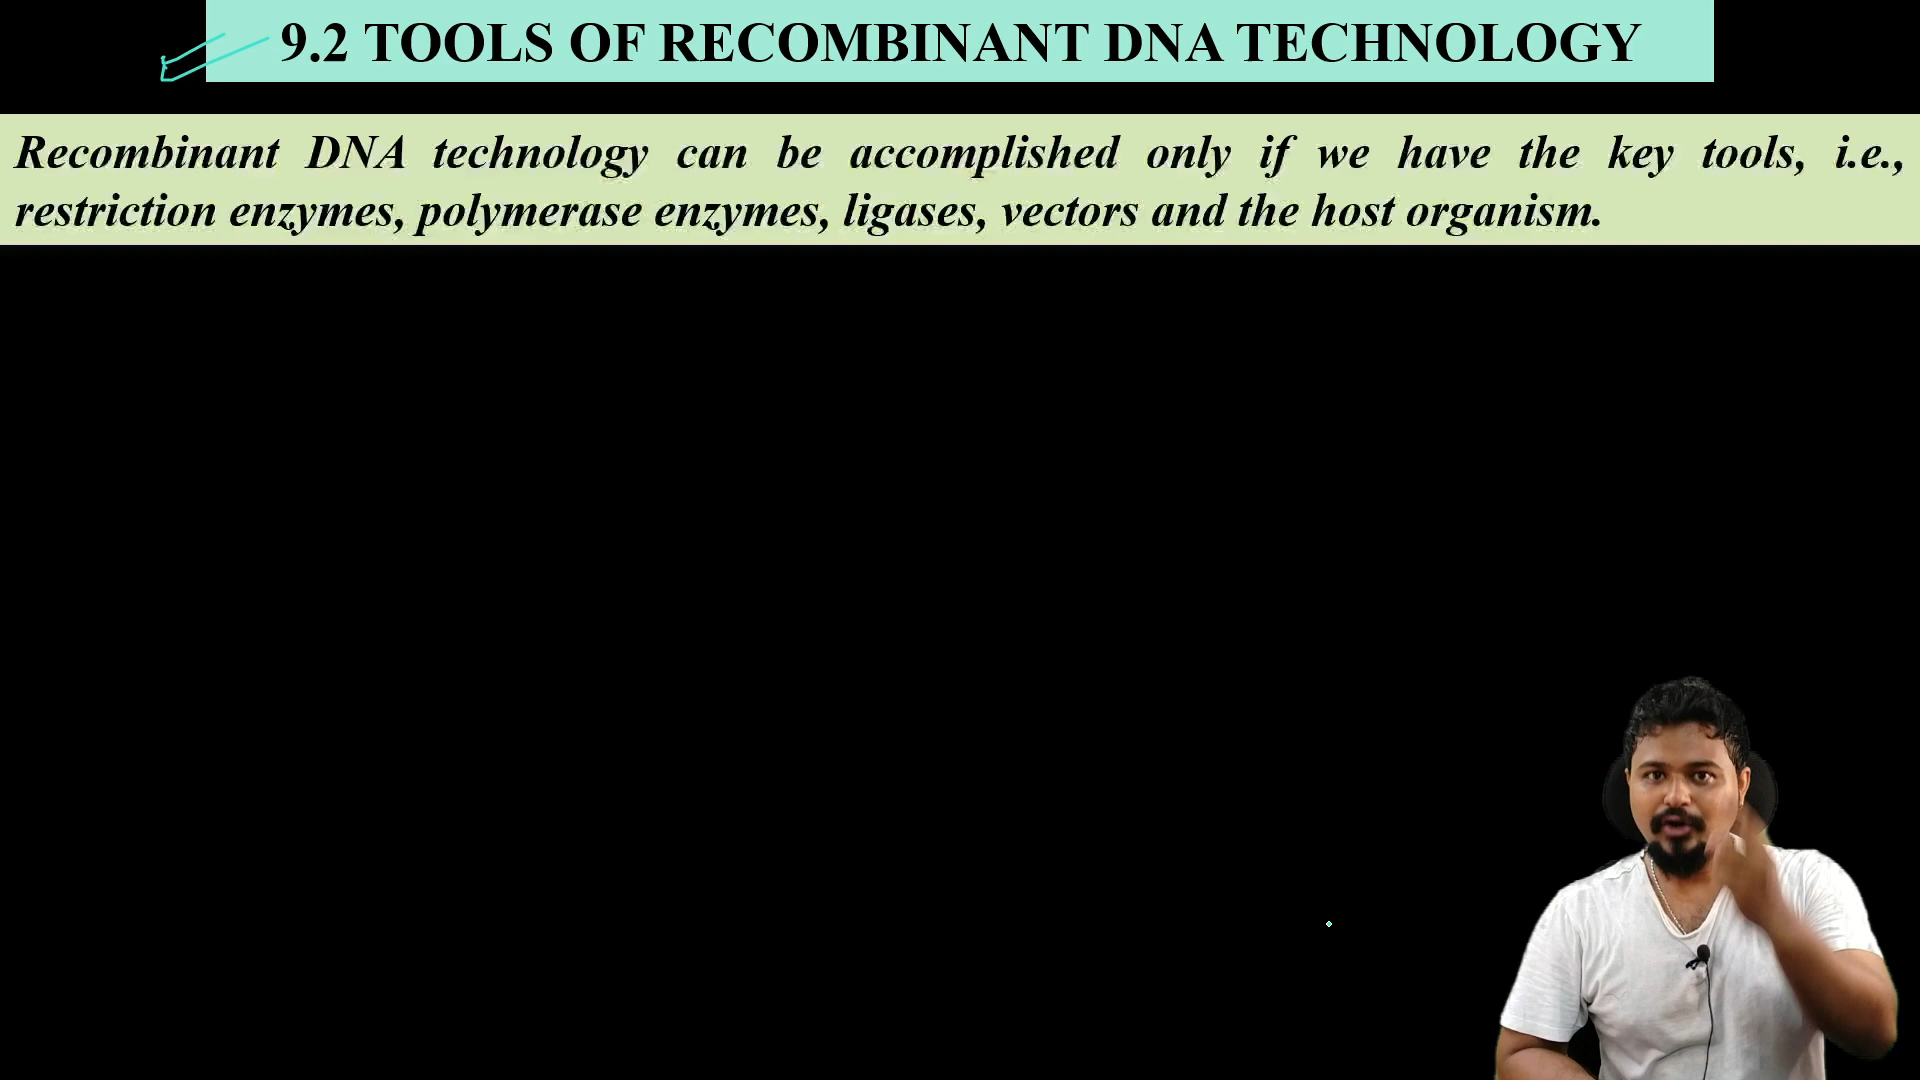 9.2 TOOLS OF RECOMBINANT DNA TECHNOLOGY
Recombinant DNA technology can be accomplished only if we have the key tools, i.e.,
restriction enzymes, polymerase enzymes, ligases, vectors and the host organism.